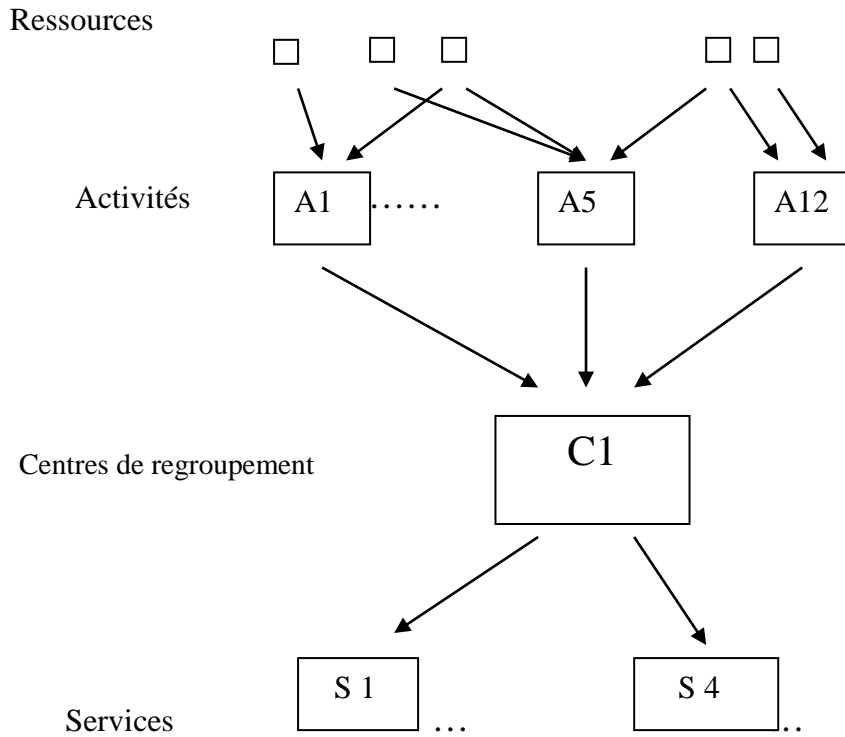 Ressources
Activités
A1
......
A5
A12
Centres de regroupement
C1
S 1
...
S 4
..
Services